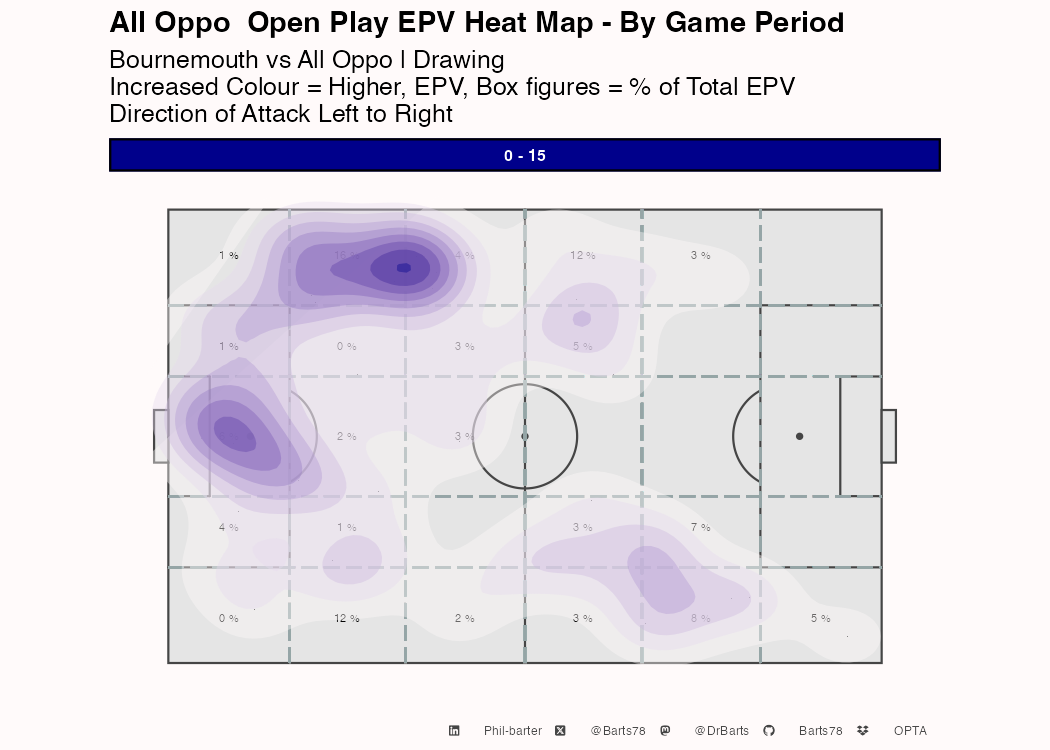 All Oppo  Open Play EPV Heat Map - By Game Period
Bournemouth vs All Oppo | Drawing
Increased Colour = Higher, EPV, Box figures = % of Total EPV
Direction of Attack Left to Right
0 - 15
1 % 4 % 12 % 3 %
1 % 0 % 3 % 5 %
2 % 3 %
4 % 1 % 3 % 7 %
0 % 12 % 2 % 3 % 8 % 5 %
Phil-barter @Barts78 @DrBarts Barts78 OPTA